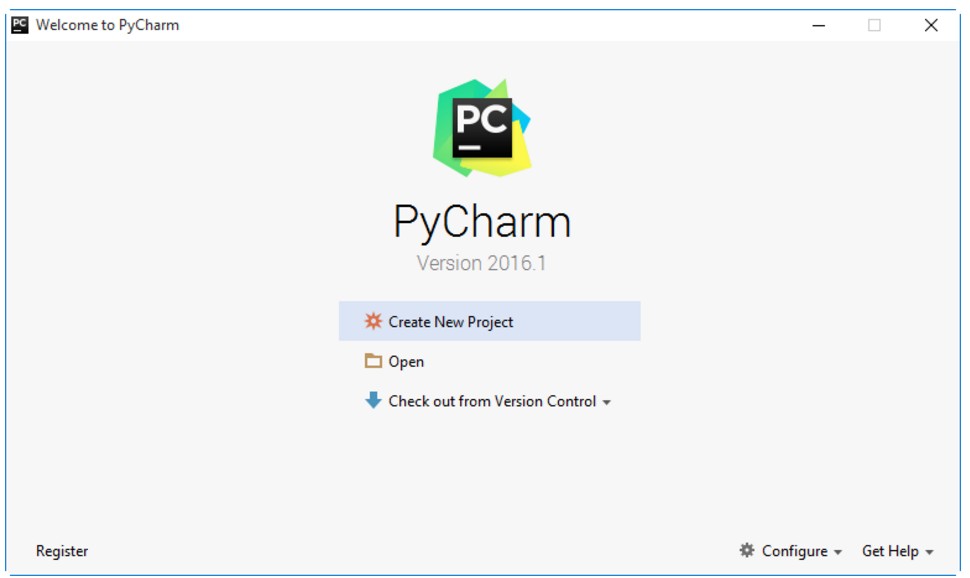 PC Welcome to PyCharm
PC
PyCharm
Version 2016.1
Create New Project
Open
Check out from Version Control
Register
Configure
Get Help